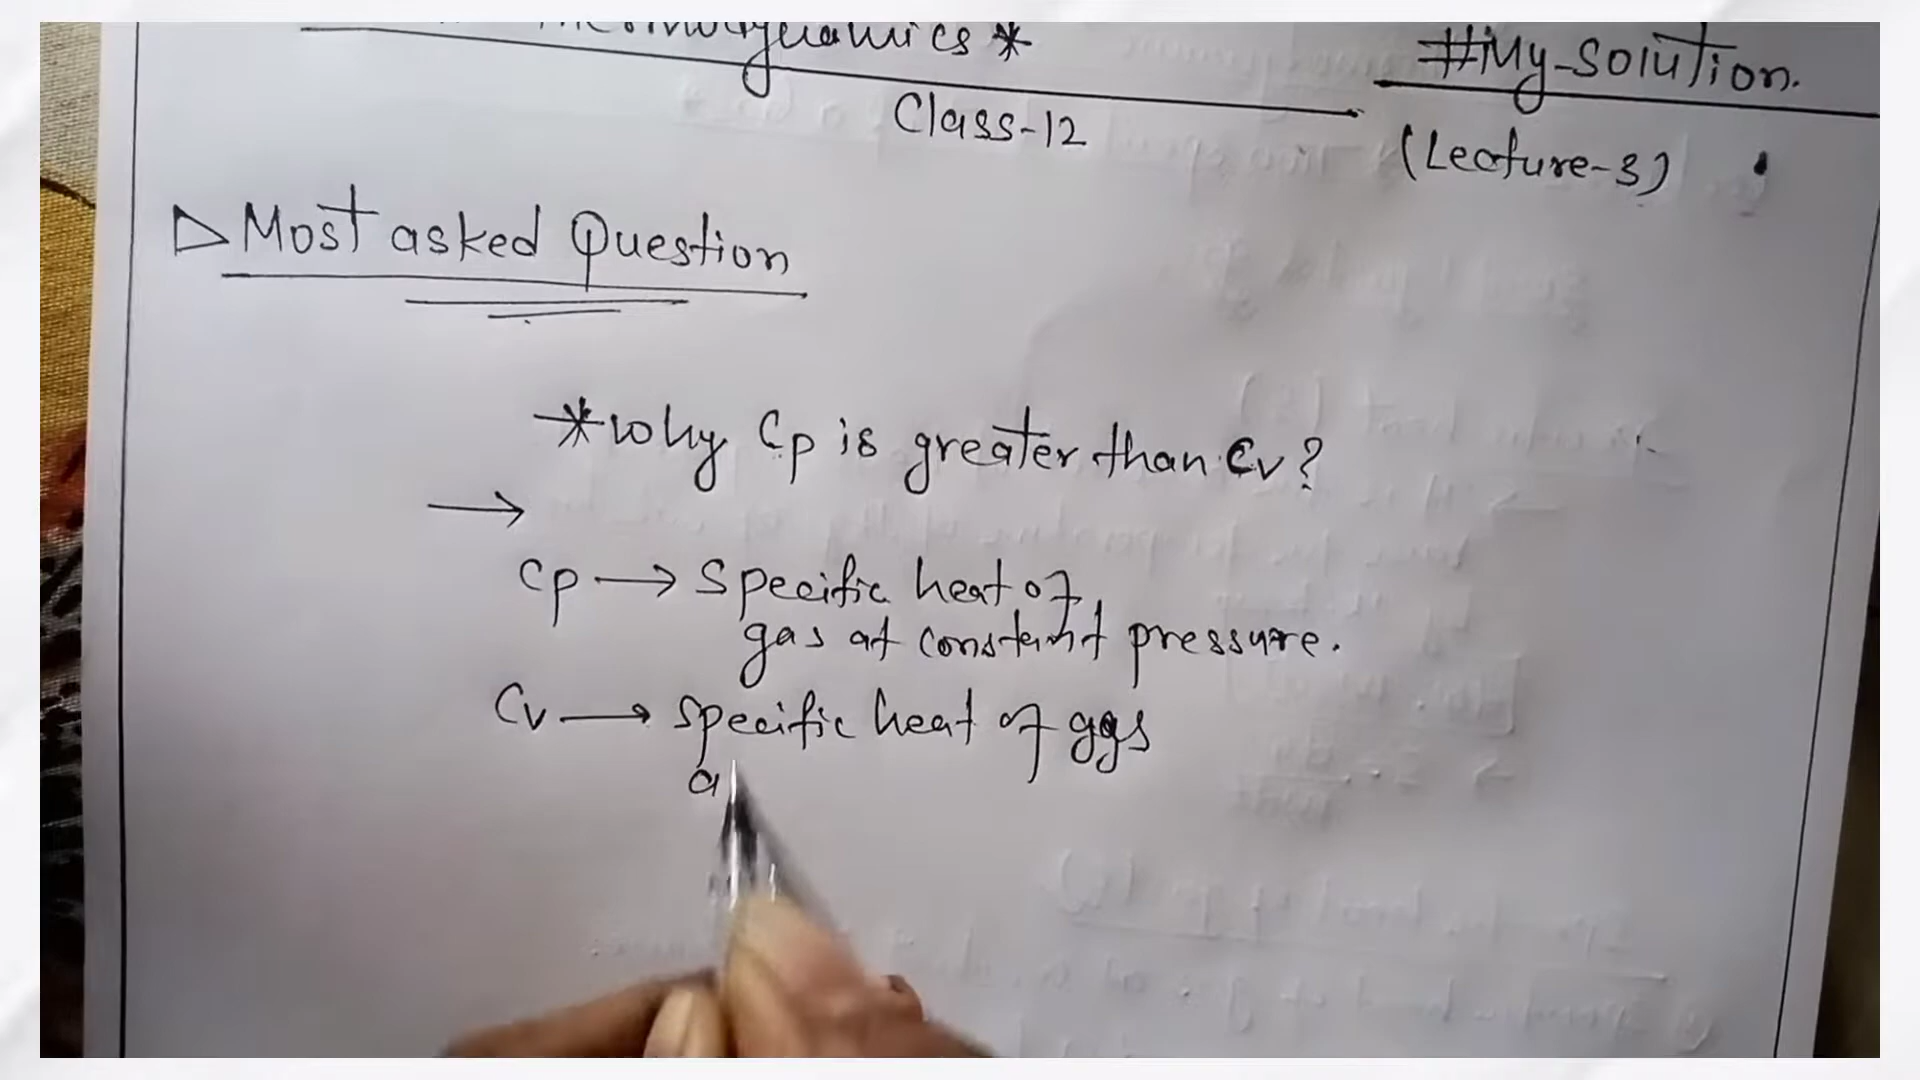 Thermodynamics *
#My-Solution.
Class-12
(Lecture-3)
Most asked Question
*Why Cp is greater than Cv?
→
Cp → Specific heat of
gas at constant pressure.
Cv → specific heat of gas
a